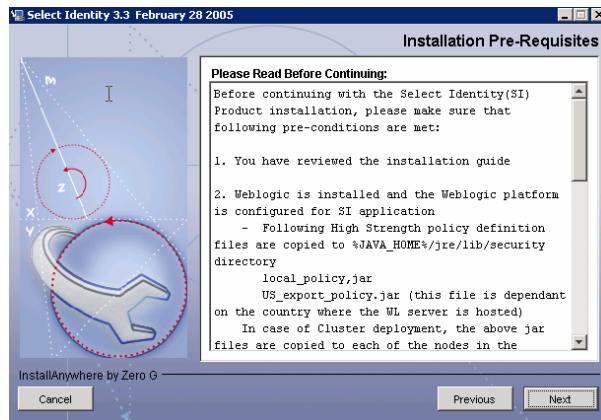 Select Identity 3.3 February 28 2005
Installation Pre-Requisites
Please Read Before Continuing:
Before continuing with the Select Identity(SI)
Product installation, please make sure that
following pre-conditions are met:
1. You have reviewed the installation guide
2. Weblogic is installed and the Weblogic platform
is configured for SI application
- Following High Strength policy definition
files are copied to %JAVA_HOME%/jre/lib/security
directory
local_policy,jar
US_export_policy.jar (this file is dependant
on the country where the WL server is hosted)
In case of Cluster deployment, the above jar
files are copied to each of the nodes in the
M
Z
X
Y
InstallAnywhere by Zero G
Cancel
Previous
Next